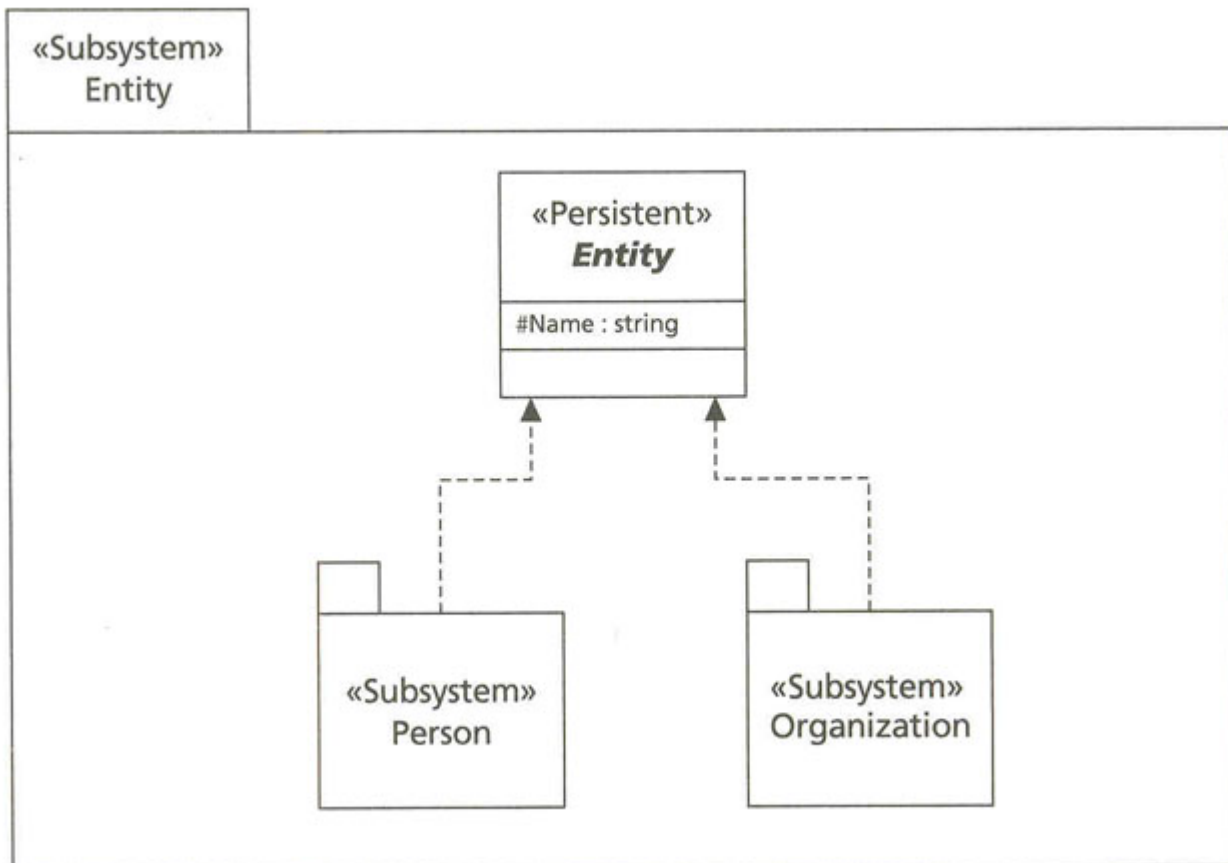 «Subsystem»
Entity
«Persistent»
Entity
#Name : string
«Subsystem»
Person
«Subsystem»
Organization